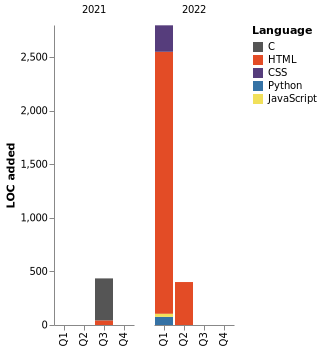 2021
2022
Language
C
HTML
CSS
Python
JavaScript
LOC added
2,500
2,000
1,500
1,000
500
0
Q1 Q2 Q3 Q4
Q1 Q2 Q3 Q4